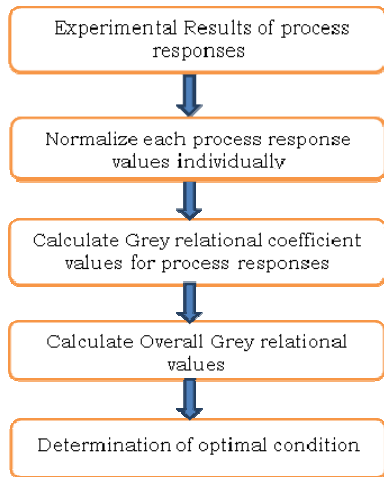 Experimental Results of process
responses
Normalize each process response
values individually
Calculate Grey relational coefficient
values for process responses
Calculate Overall Grey relational
values
Determination of optimal condition